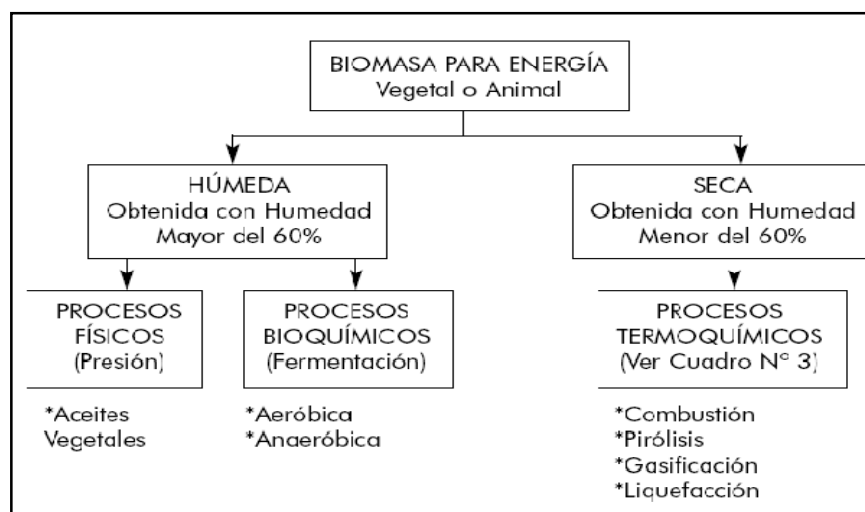 BIOMASA PARA ENERGÍA
Vegetal o Animal
HÚMEDA
Obtenida con Humedad
Mayor del 60%
SECA
Obtenida con Humedad
Menor del 60%
PROCESOS
FÍSICOS
(Presión)
PROCESOS
BIOQUÍMICOS
(Fermentación)
PROCESOS
TERMOQUÍMICOS
(Ver Cuadro N° 3)
*Aceites
Vegetales
*Aeróbica
*Anaeróbica
*Combustión
*Pirólisis
*Gasificación
*Liquefacción